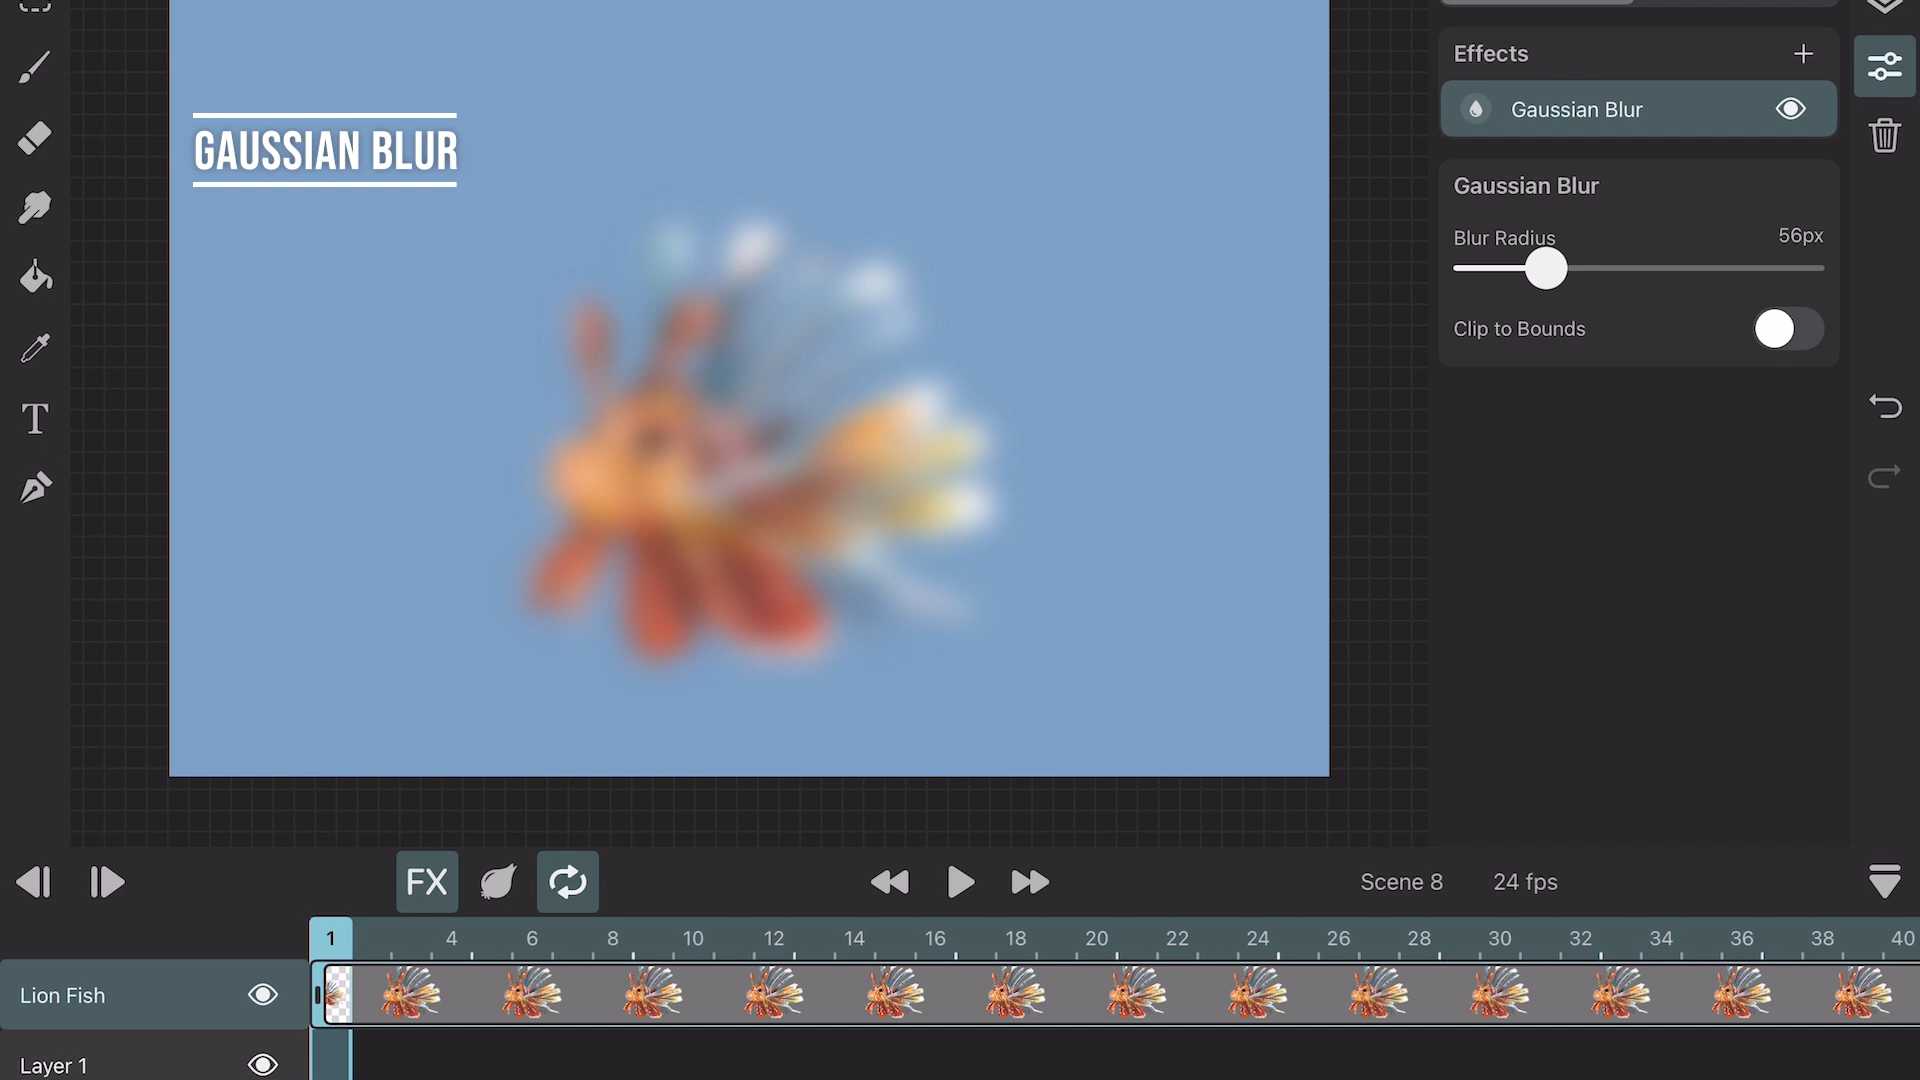 Effects
Gaussian Blur
GAUSSIAN BLUR
Gaussian Blur
Blur Radius 56px
Clip to Bounds
T
FX
Scene 8 24 fps
1 4 6 8 10 12 14 16 18 20 22 24 26 28 30 32 34 36 38 40
Lion Fish
Layer 1